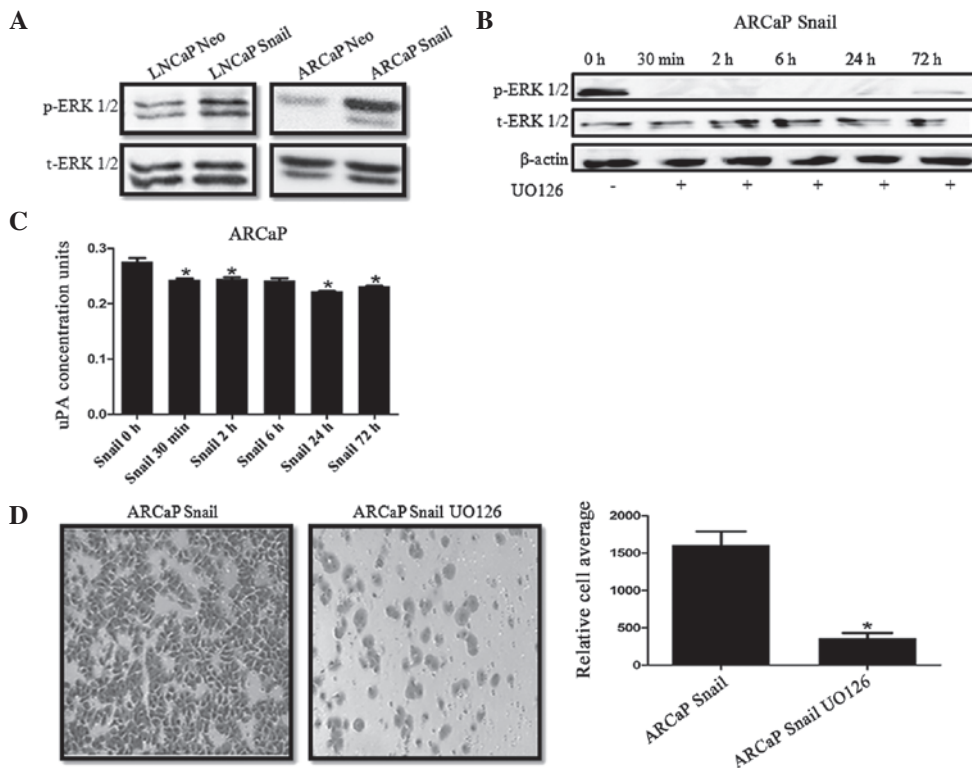 A
LNCaP Neo
LNCaP Snail
ARCaP Neo
ARCaP Snail
p-ERK 1/2
t-ERK 1/2
B
ARCaP Snail
0 h 30 min 2 h 6 h 24 h 72 h
p-ERK 1/2
t-ERK 1/2
β-actin
UO126 - + + + + +
C
ARCaP
uPA concentration units
0.3
0.2
0.1
0.0
* * * *
Snail 0 h
Snail 30 min
Snail 2 h
Snail 6 h
Snail 24 h
Snail 72 h
D
ARCaP Snail
ARCaP Snail UO126
Relative cell average
2000
1500
1000
500
0
*
ARCaP Snail
ARCaP Snail UO126